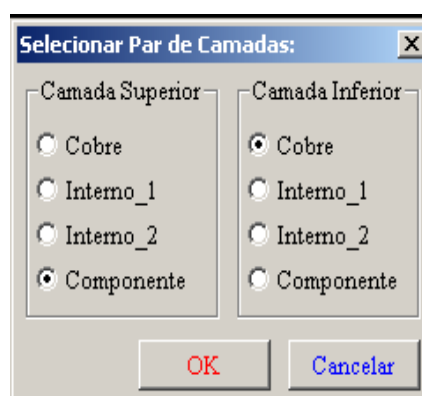 Selecionar Par de Camadas:
Camada Superior
Cobre
Interno_1
Interno_2
Componente
Camada Inferior
Cobre
Interno_1
Interno_2
Componente
OK
Cancelar